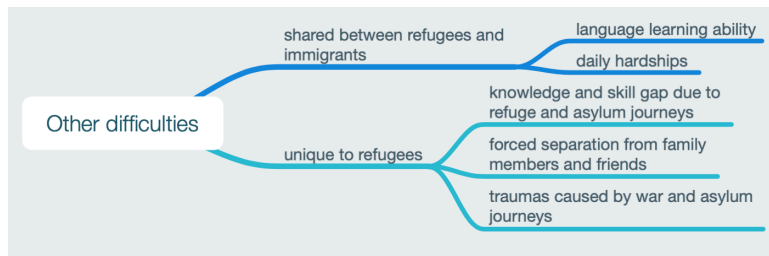 Other difficulties
shared between refugees and
immigrants
language learning ability
daily hardships
unique to refugees
knowledge and skill gap due to
refuge and asylum journeys
forced separation from family
members and friends
traumas caused by war and asylum
journeys